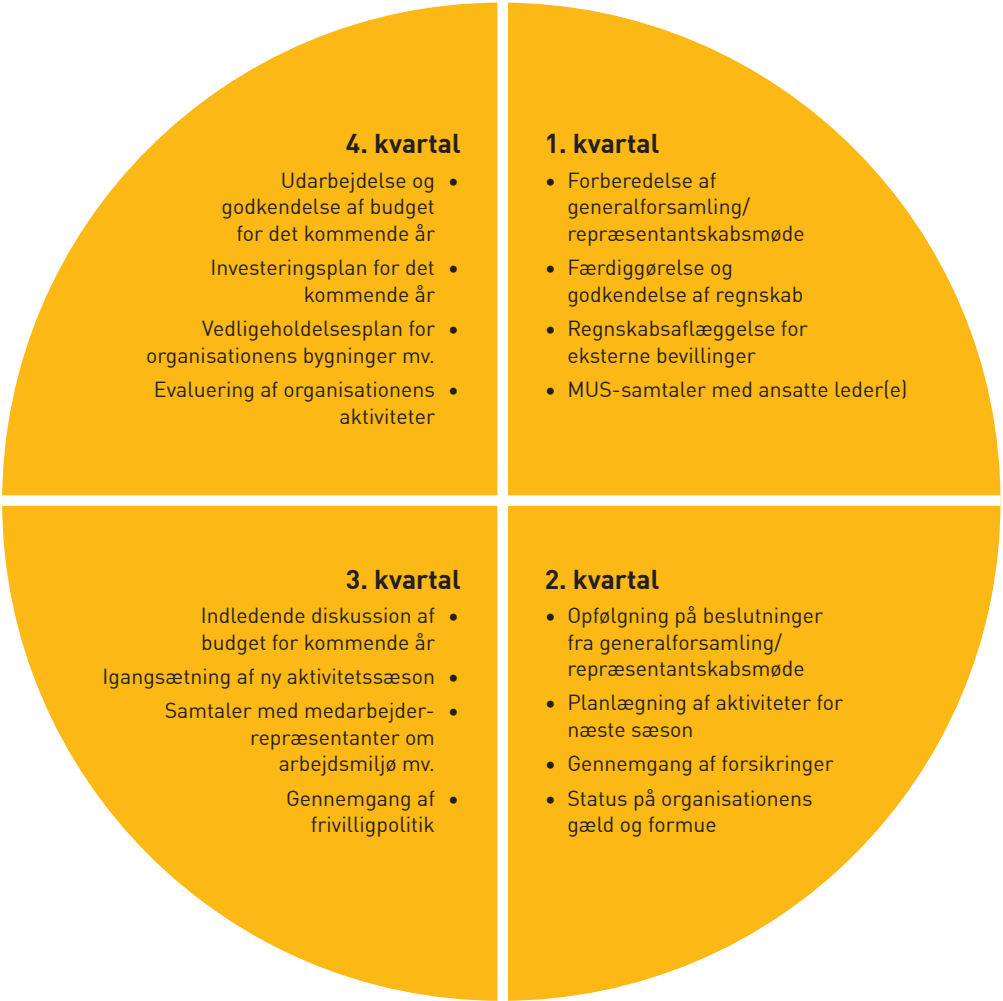 4. kvartal
Udarbejdelse og •
godkendelse af budget
for det kommende år
Investeringsplan for det •
kommende år
Vedligeholdelsesplan for •
organisationens bygninger mv.
Evaluering af organisationens •
aktiviteter
1. kvartal
• Forberedelse af
generalforsamling/
repræsentantskabsmøde
• Færdiggørelse og
godkendelse af regnskab
• Regnskabsaflæggelse for
eksterne bevillinger
• MUS-samtaler med ansatte leder(e)
3. kvartal
Indledende diskussion af •
budget for kommende år
Igangsætning af ny aktivitetssæson •
Samtaler med medarbejder- •
repræsentanter om
arbejdsmiljø mv.
Gennemgang af •
frivilligpolitik
2. kvartal
• Opfølgning på beslutninger
fra generalforsamling/
repræsentantskabsmøde
• Planlægning af aktiviteter for
næste sæson
• Gennemgang af forsikringer
• Status på organisationens
gæld og formue